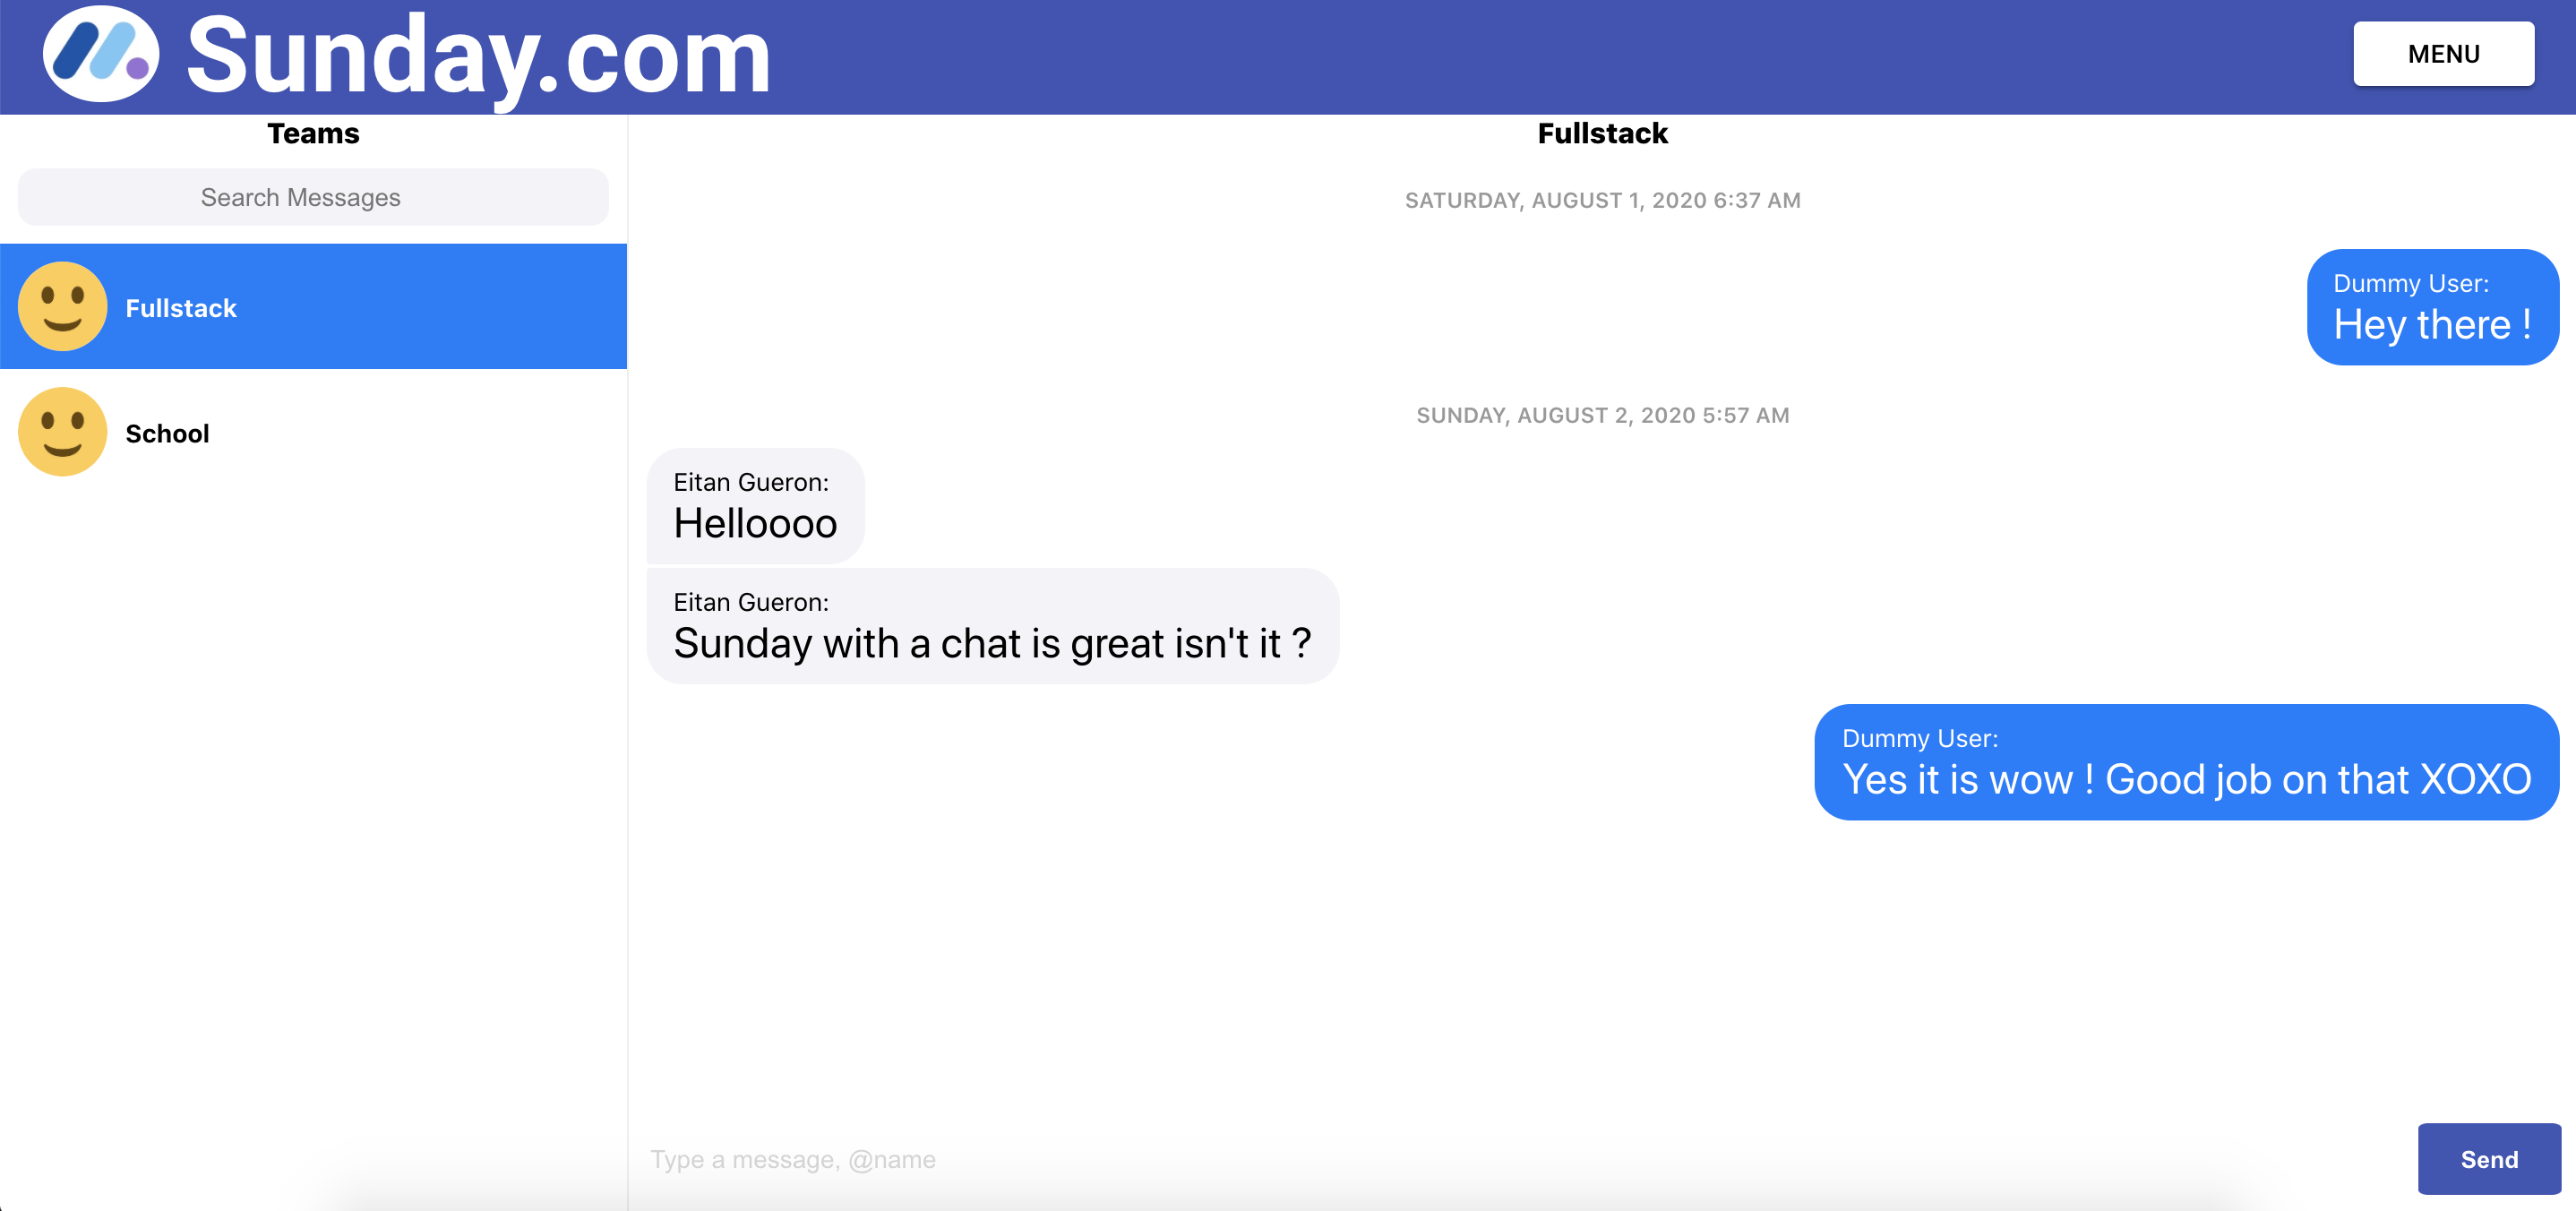 Sunday.com
MENU
Teams
Search Messages
Fullstack
School
Fullstack
SATURDAY, AUGUST 1, 2020 6:37 AM
Dummy User:
Hey there !
SUNDAY, AUGUST 2, 2020 5:57 AM
Eitan Gueron:
Helloooo
Eitan Gueron:
Sunday with a chat is great isn't it ?
Dummy User:
Yes it is wow ! Good job on that XOXO
Type a message, @name
Send